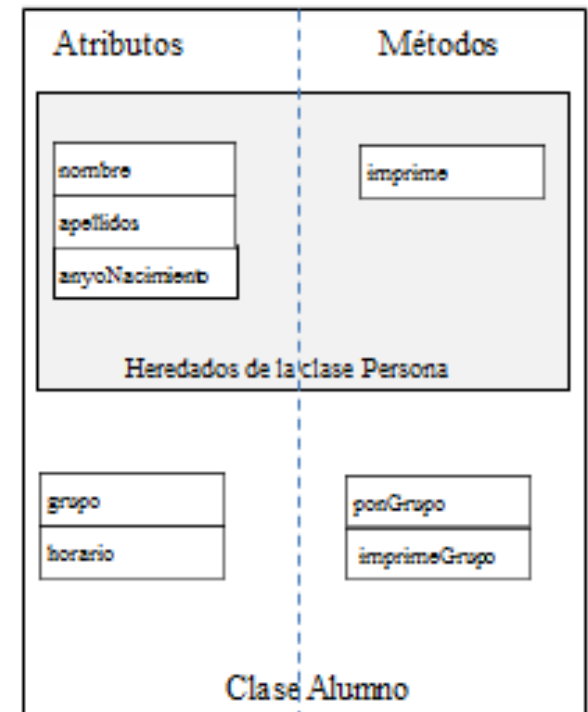 Atributos
Métodos
nombre
apellidos
anyoNacimiento
imprime
Heredados de la clase Persona
grupo
horario
ponGrupo
imprimeGrupo
Clase Alumno